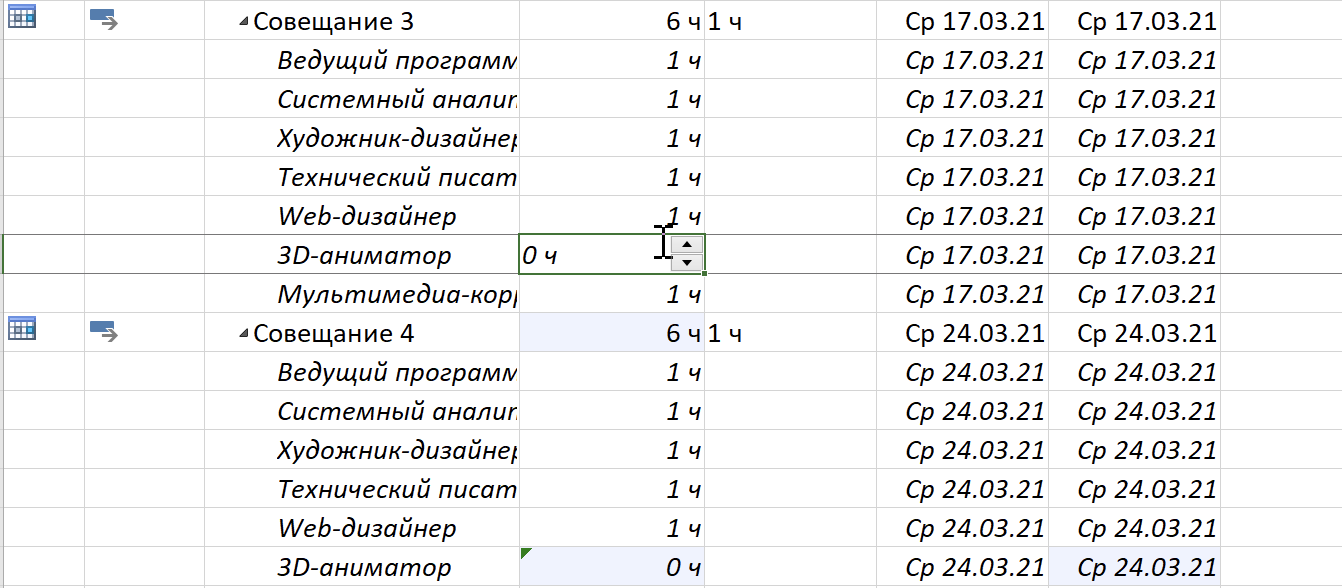 Совещание 3 6 ч 1 ч Ср 17.03.21 Ср 17.03.21
Ведущий программ 1 ч Ср 17.03.21 Ср 17.03.21
Системный аналит 1 ч Ср 17.03.21 Ср 17.03.21
Художник-дизайнер 1 ч Ср 17.03.21 Ср 17.03.21
Технический писат 1 ч Ср 17.03.21 Ср 17.03.21
Web-дизайнер 1 ч Ср 17.03.21 Ср 17.03.21
3D-аниматор 0 ч Ср 17.03.21 Ср 17.03.21
Мультимедиа-корр 1 ч Ср 17.03.21 Ср 17.03.21
Совещание 4 6 ч 1 ч Ср 24.03.21 Ср 24.03.21
Ведущий программ 1 ч Ср 24.03.21 Ср 24.03.21
Системный аналит 1 ч Ср 24.03.21 Ср 24.03.21
Художник-дизайнер 1 ч Ср 24.03.21 Ср 24.03.21
Технический писат 1 ч Ср 24.03.21 Ср 24.03.21
Web-дизайнер 1 ч Ср 24.03.21 Ср 24.03.21
3D-аниматор 0 ч Ср 24.03.21 Ср 24.03.21